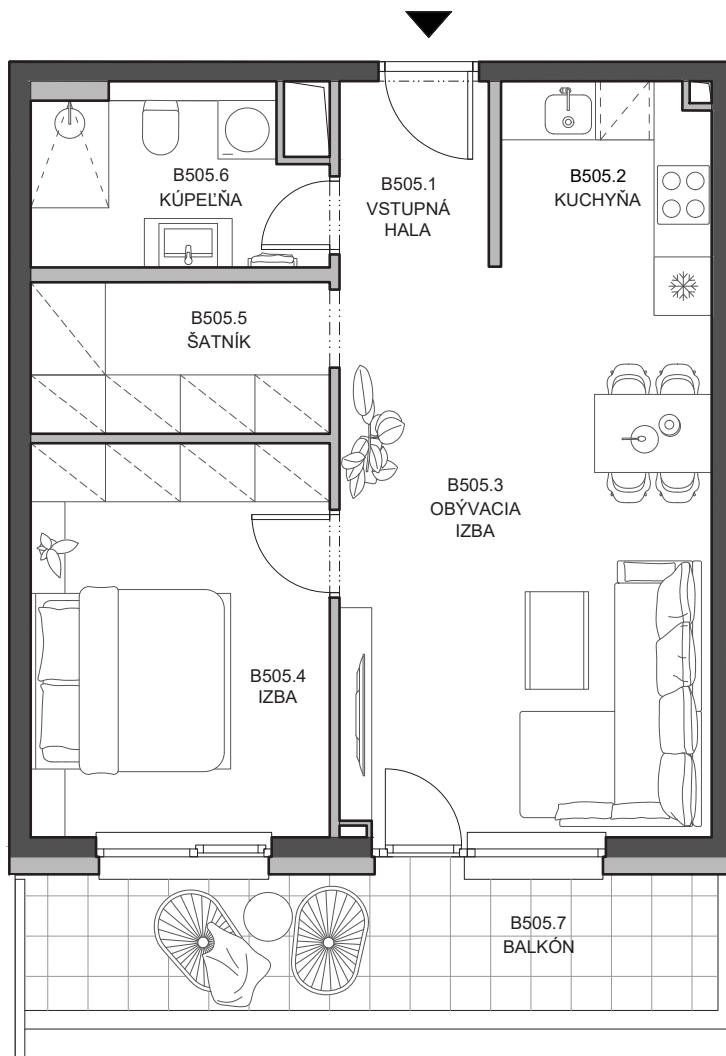 B505.6
KÚPEĽŇA
B505.1
VSTUPNÁ
HALA
B505.2
KUCHYŇA
B505.5
ŠATNÍK
B505.3
OBÝVACIA
IZBA
B505.4
IZBA
B505.7
BALKÓN